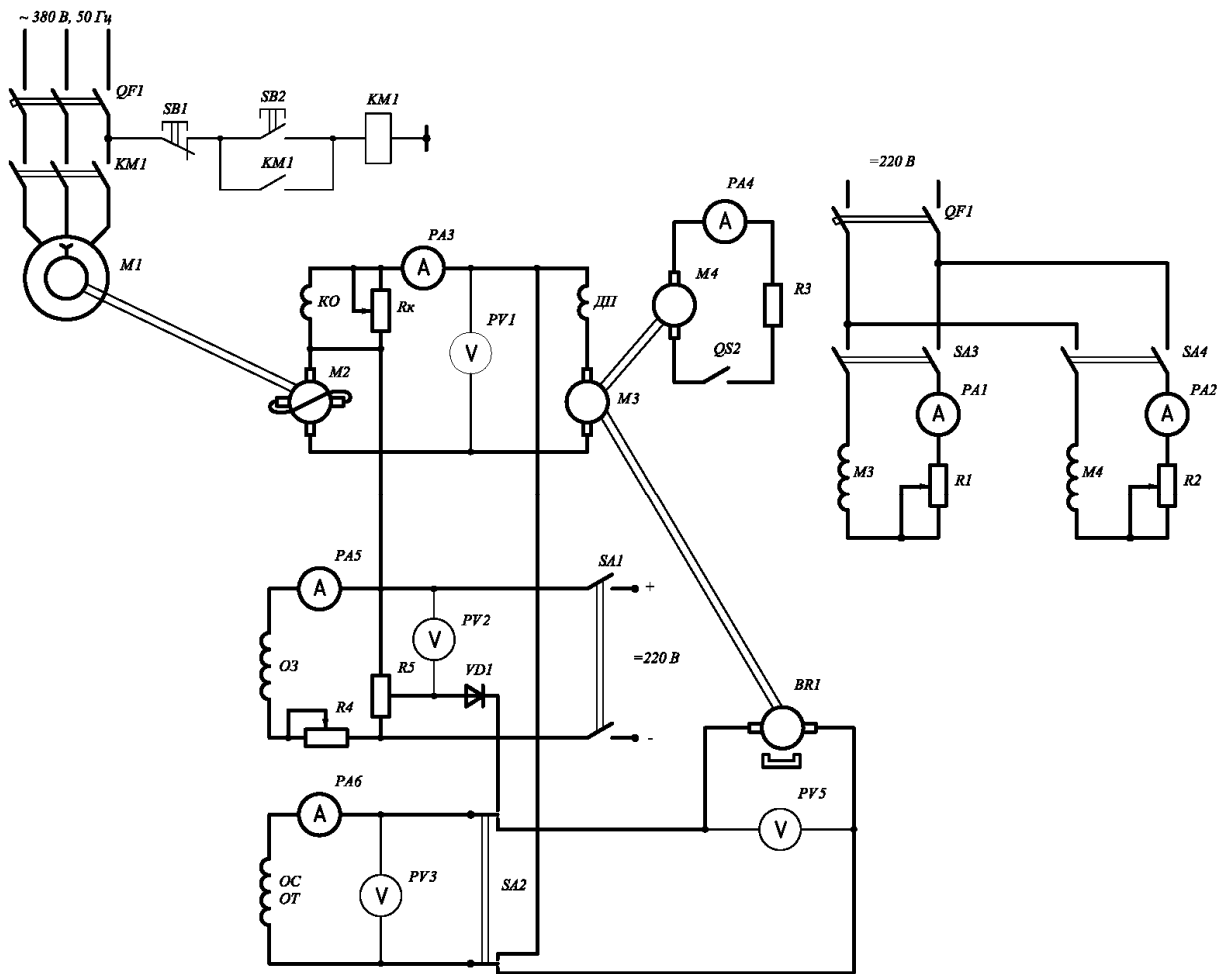 ~ 380 В, 50 Гц
QF1
SB1
SB2
KM1
KM1
KM1
=220 В
PA4
QF1
M1
PA3
M4
R3
КО
Rк
ДП
A
A
V
PV1
QS2
SA3
SA4
M2
M3
PA1
PA2
A
A
M3
R1
M4
R2
PA5
SA1
A
+
PV2
V
ОЗ
R5
VD1
=220 В
BR1
R4
-
PA6
A
PV5
V
ОС
ОТ
PV3
V
SA2